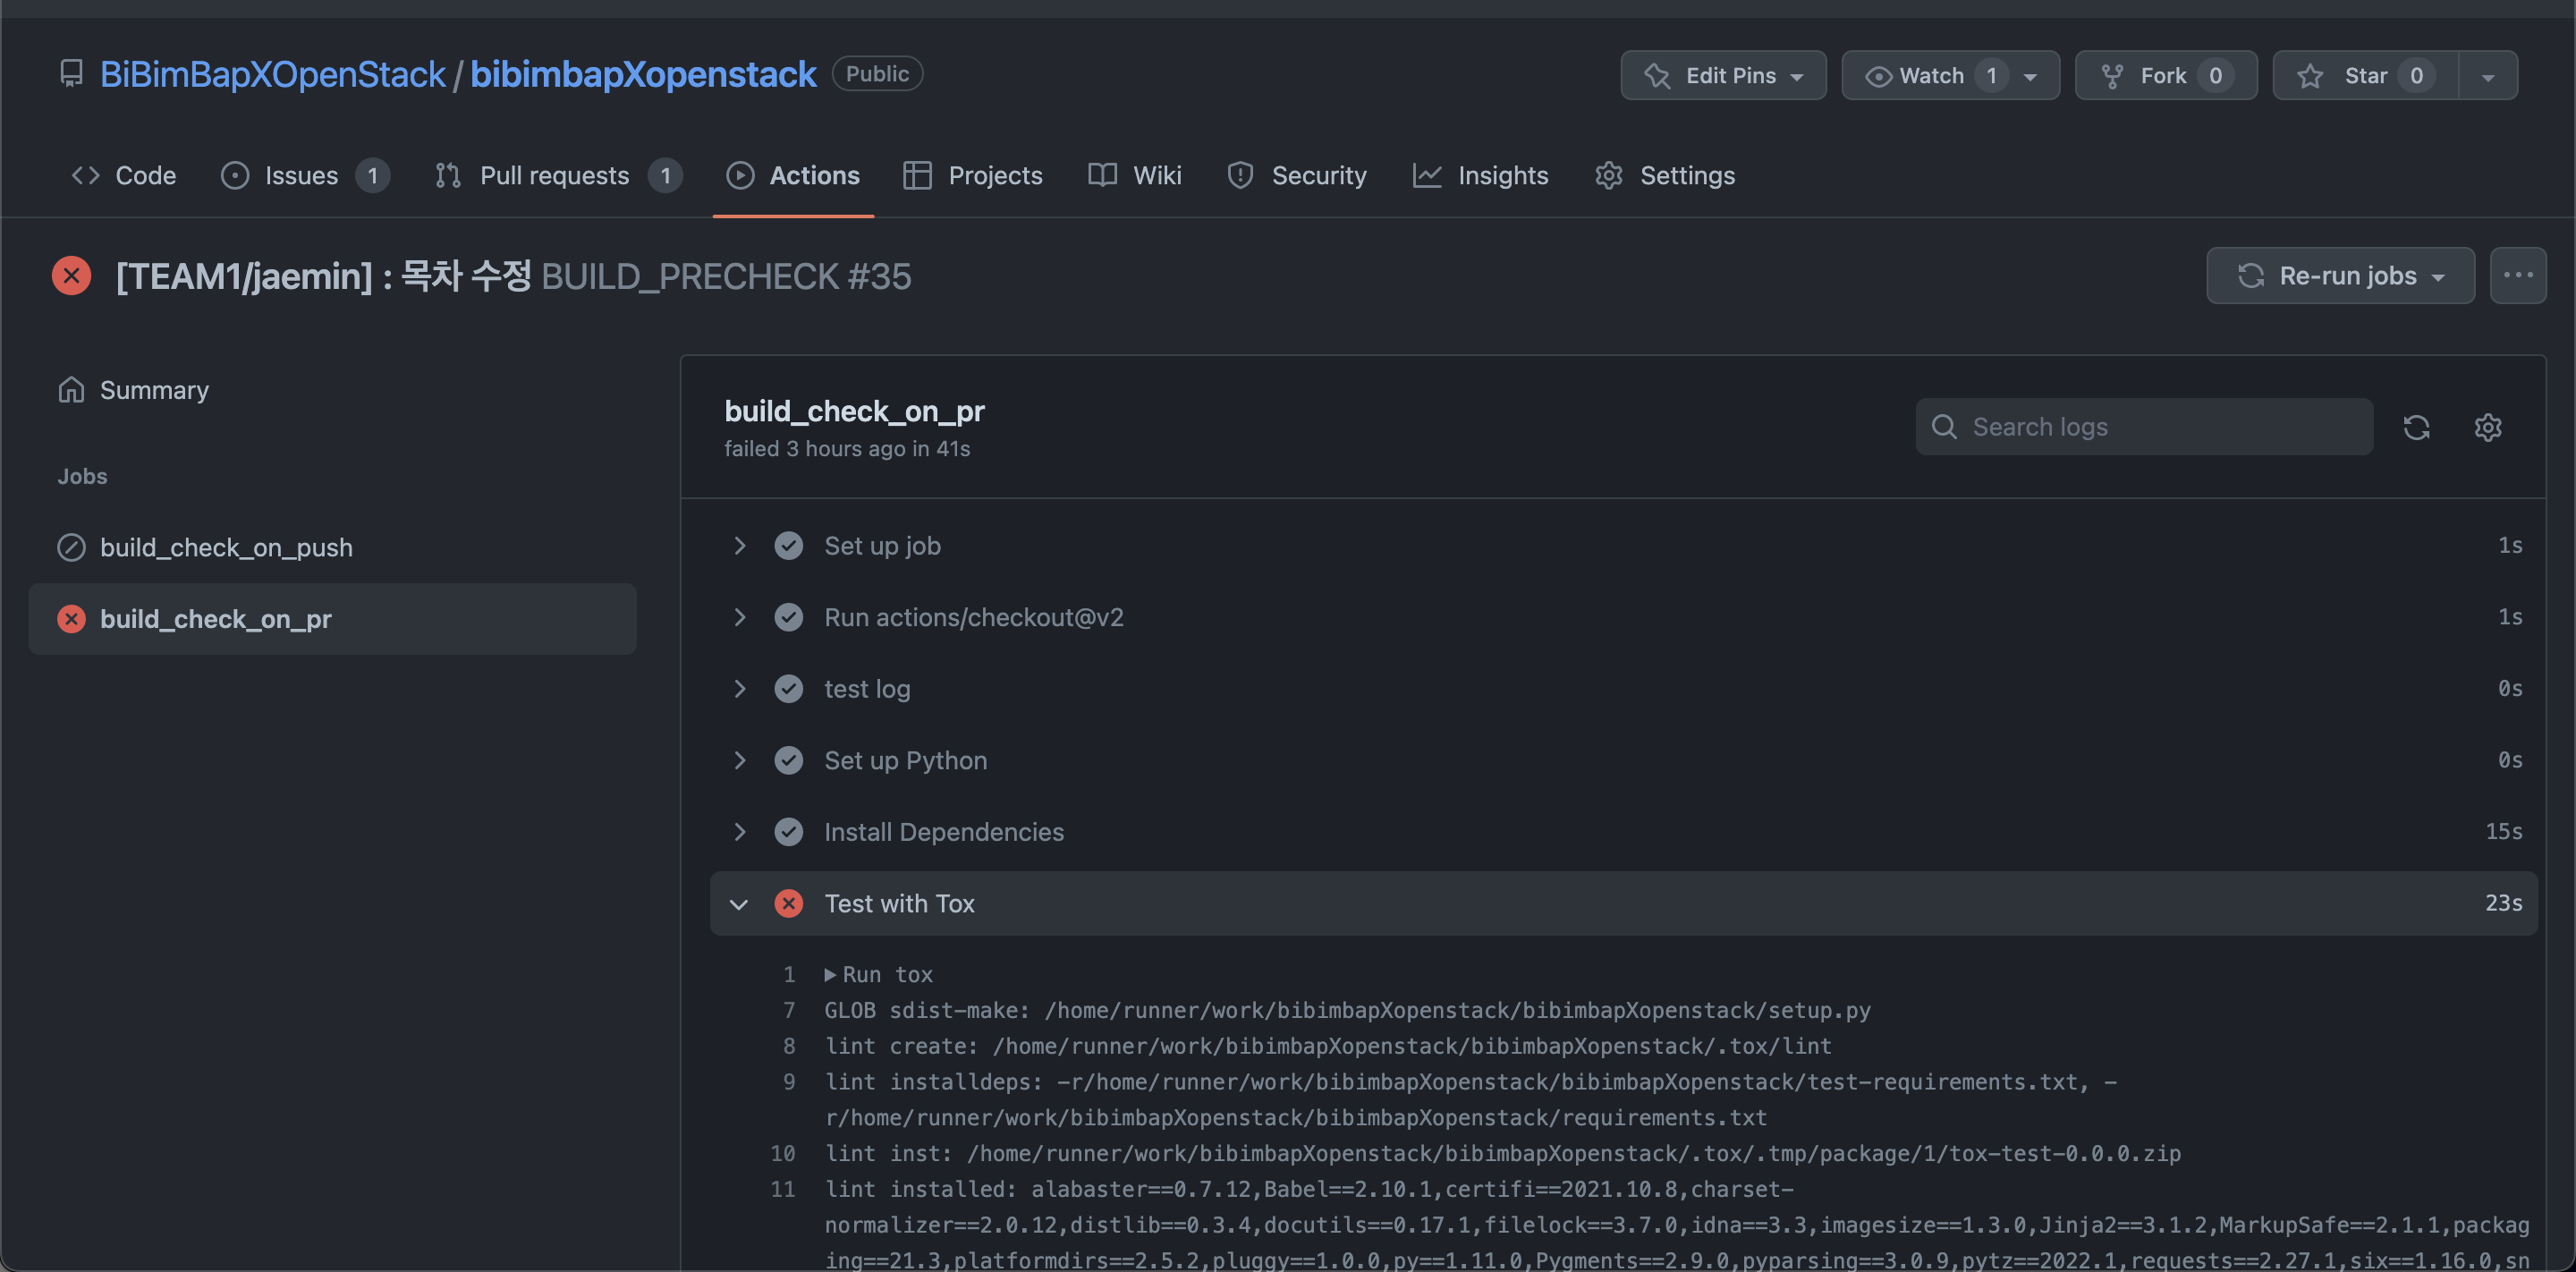 BiBimBapXOpenStack / bibimbapXopenstack Public
Edit Pins Watch 1 Fork 0 Star 0
Code Issues 1 Pull requests 1 Actions Projects Wiki Security Insights Settings
[TEAM1/jaemin] : 목차 수정 BUILD_PRECHECK #35
Re-run jobs
Summary
Jobs
build_check_on_push
build_check_on_pr
build_check_on_pr
failed 3 hours ago in 41s
Search logs
Set up job 1s
Run actions/checkout@v2 1s
test log 0s
Set up Python 0s
Install Dependencies 15s
Test with Tox 23s
1 Run tox
7 GLOB sdist-make: /home/runner/work/bibimbapXopenstack/bibimbapXopenstack/setup.py
8 lint create: /home/runner/work/bibimbapXopenstack/bibimbapXopenstack/.tox/lint
9 lint installdeps: -r/home/runner/work/bibimbapXopenstack/bibimbapXopenstack/test-requirements.txt, -
r/home/runner/work/bibimbapXopenstack/bibimbapXopenstack/requirements.txt
10 lint inst: /home/runner/work/bibimbapXopenstack/bibimbapXopenstack/.tox/.tmp/package/1/tox-test-0.0.0.zip
11 lint installed: alabaster==0.7.12,Babel==2.10.1,certifi==2021.10.8,charset-
normalizer==2.0.12,distlib==0.3.4,docutils==0.17.1,filelock==3.7.0,idna==3.3,imagesize==1.3.0,Jinja2==3.1.2,MarkupSafe==2.1.1,packag
ing==21.3,platformdirs==2.5.2,pluggy==1.0.0,py==1.11.0,Pygments==2.9.0,pyparsing==3.0.9,pytz==2022.1,requests==2.27.1,six==1.16.0,sn